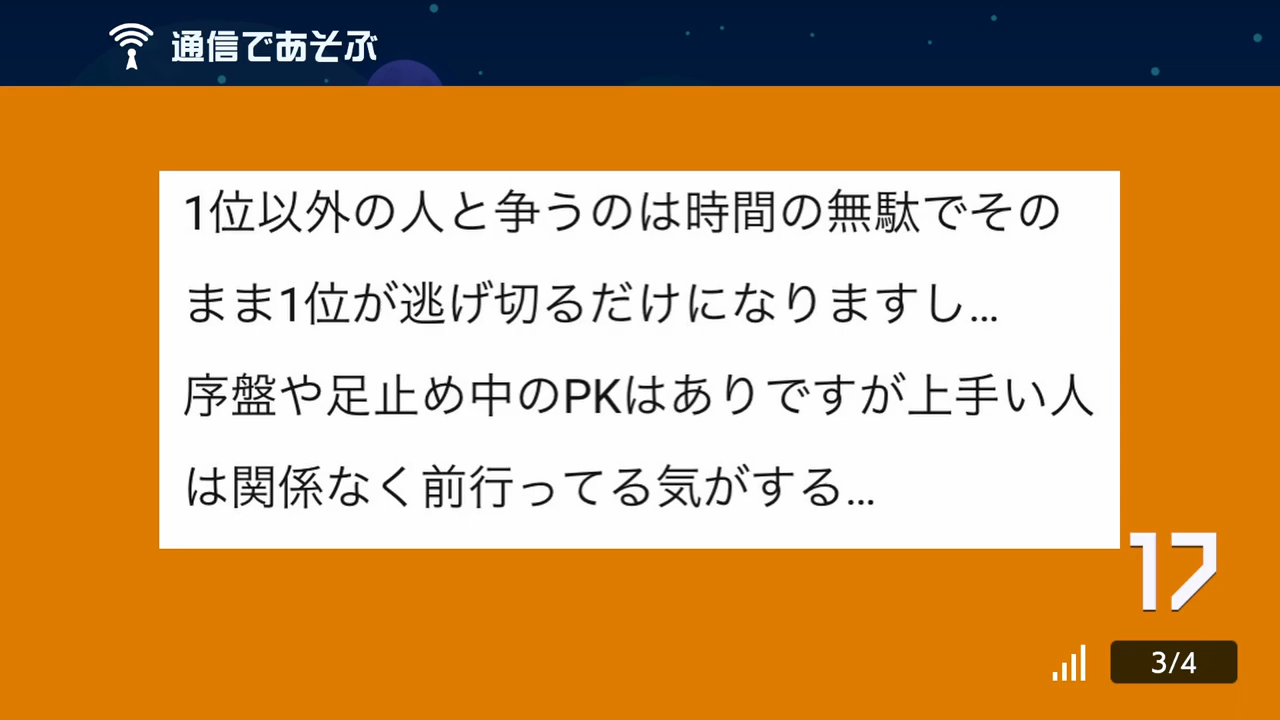 通信であそぶ
1位以外の人と争うのは時間の無駄でその
まま1位が逃げ切るだけになりますし…
序盤や足止め中のPKはありですが上手い人
は関係なく前行ってる気がする…
17
3/4